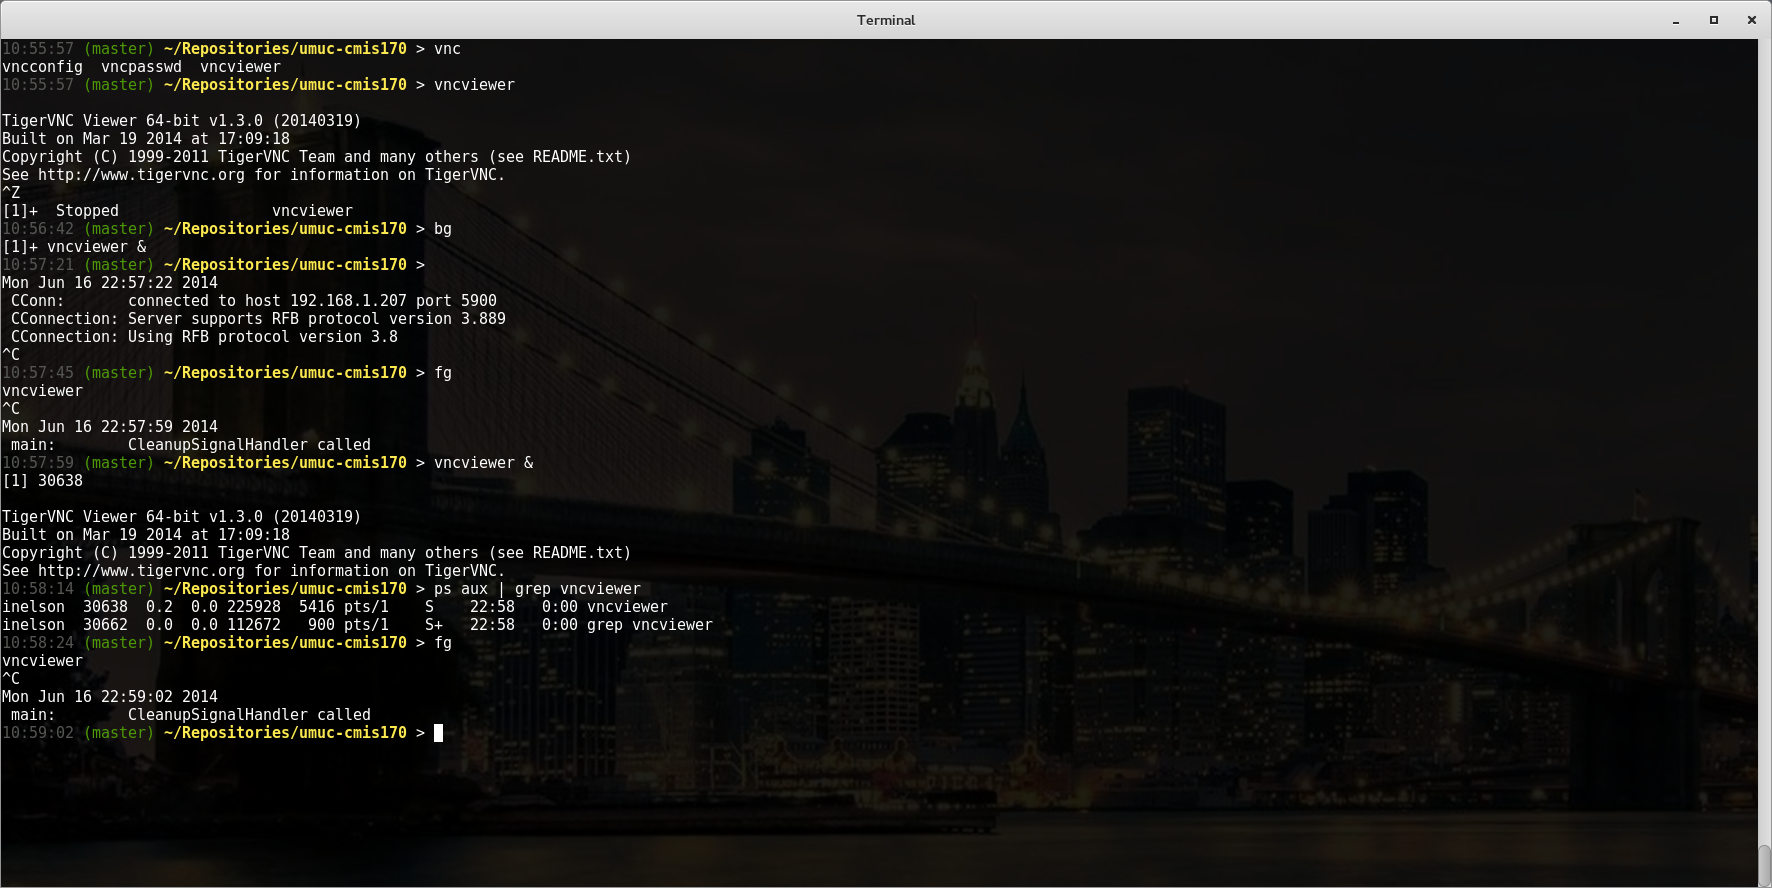 Terminal
10:55:57 (master) ~/Repositories/umuc-cmis170 > vnc
vncconfig  vncpasswd  vncviewer
10:55:57 (master) ~/Repositories/umuc-cmis170 > vncviewer

TigerVNC Viewer 64-bit v1.3.0 (20140319)
Built on Mar 19 2014 at 17:09:18
Copyright (C) 1999-2011 TigerVNC Team and many others (see README.txt)
See http://www.tigervnc.org for information on TigerVNC.
^Z
[1]+  Stopped                 vncviewer
10:56:42 (master) ~/Repositories/umuc-cmis170 > bg
[1]+ vncviewer &
10:57:21 (master) ~/Repositories/umuc-cmis170 >
Mon Jun 16 22:57:22 2014
 CConn:       connected to host 192.168.1.207 port 5900
 CConnection: Server supports RFB protocol version 3.889
 CConnection: Using RFB protocol version 3.8
^C
10:57:45 (master) ~/Repositories/umuc-cmis170 > fg
vncviewer
^C
Mon Jun 16 22:57:59 2014
 main:        CleanupSignalHandler called
10:57:59 (master) ~/Repositories/umuc-cmis170 > vncviewer &
[1] 30638

TigerVNC Viewer 64-bit v1.3.0 (20140319)
Built on Mar 19 2014 at 17:09:18
Copyright (C) 1999-2011 TigerVNC Team and many others (see README.txt)
See http://www.tigervnc.org for information on TigerVNC.
10:58:14 (master) ~/Repositories/umuc-cmis170 > ps aux | grep vncviewer
inelson  30638  0.2  0.0 225928  5416 pts/1    S    22:58   0:00 vncviewer
inelson  30662  0.0  0.0 112672   900 pts/1    S+   22:58   0:00 grep vncviewer
10:58:24 (master) ~/Repositories/umuc-cmis170 > fg
vncviewer
^C
Mon Jun 16 22:59:02 2014
 main:        CleanupSignalHandler called
10:59:02 (master) ~/Repositories/umuc-cmis170 >